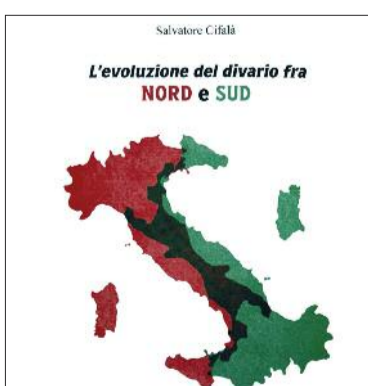 Salvatore Cifalà
L'evoluzione del divario fra
NORD e SUD